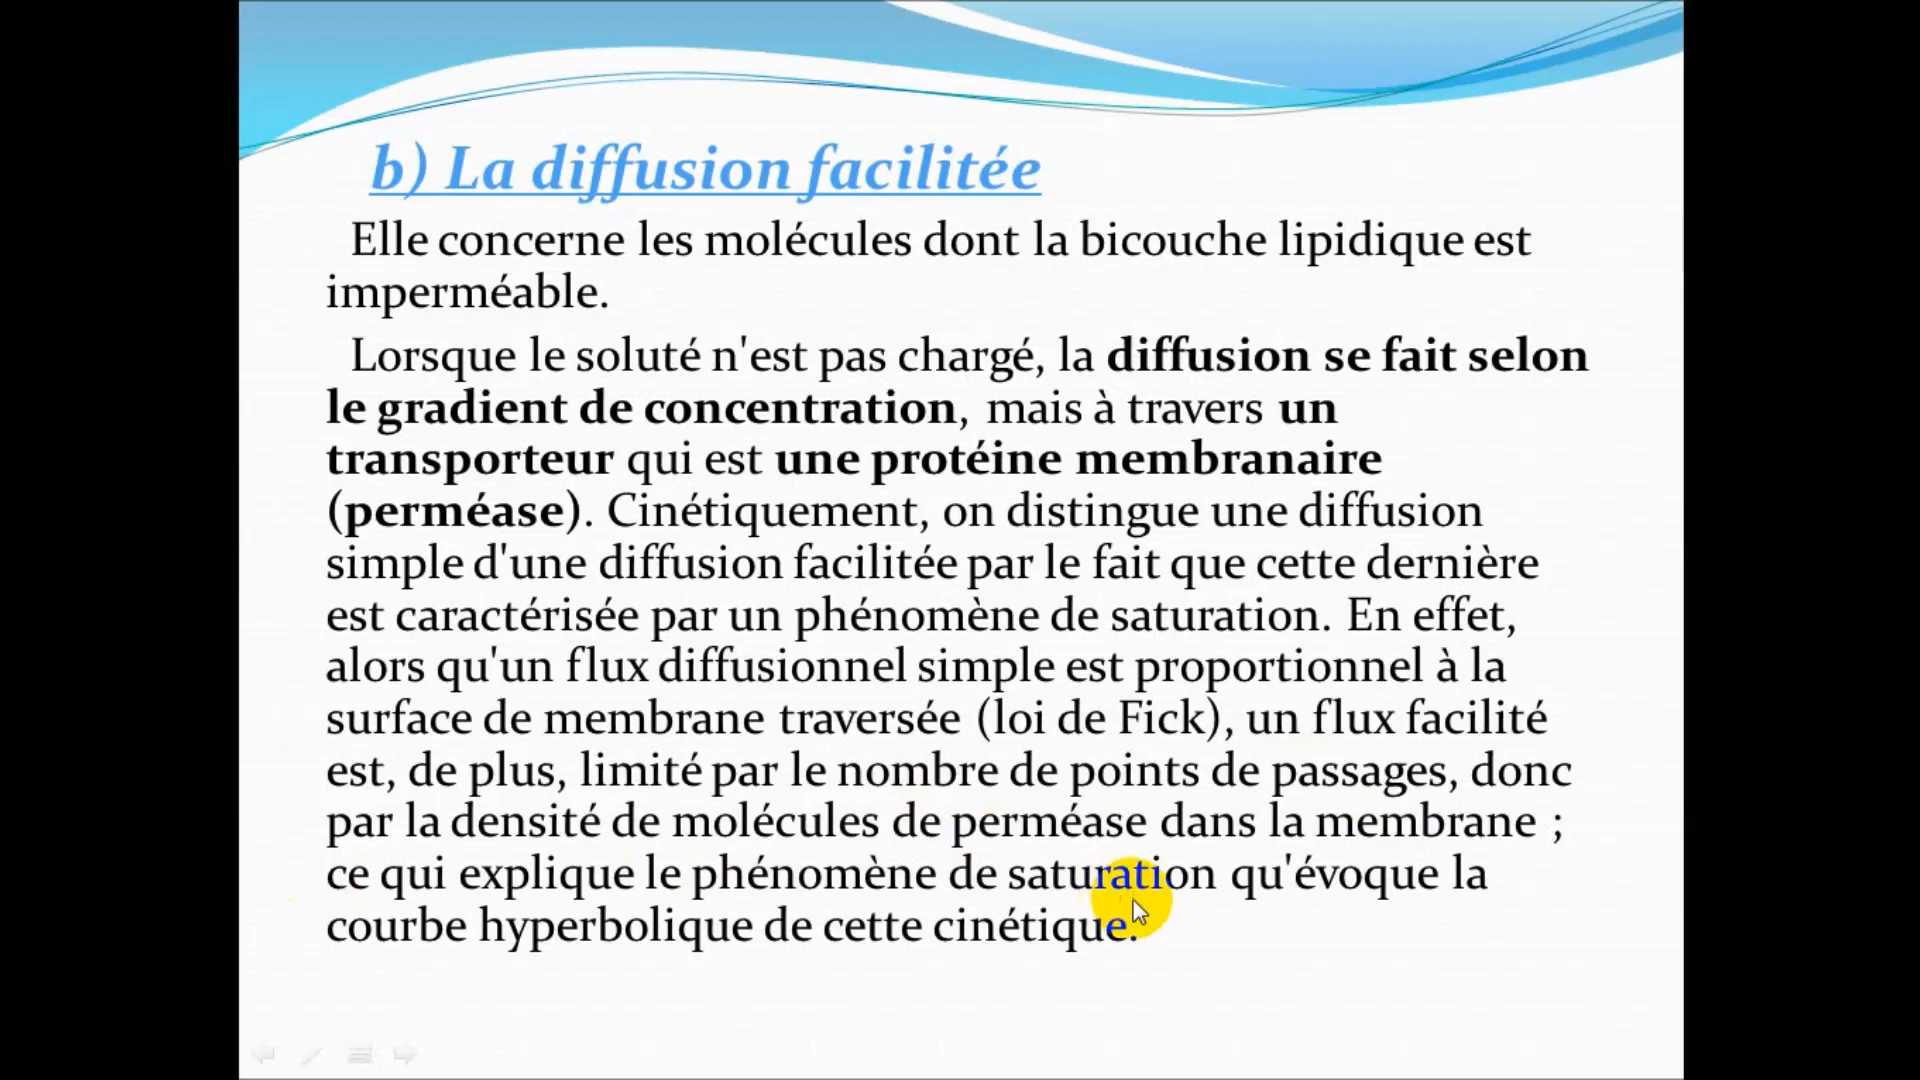 b) La diffusion facilitée
Elle concerne les molécules dont la bicouche lipidique est
imperméable.
Lorsque le soluté n'est pas chargé, la diffusion se fait selon
le gradient de concentration, mais à travers un
transporteur qui est une protéine membranaire
(perméase). Cinétiquement, on distingue une diffusion
simple d'une diffusion facilitée par le fait que cette dernière
est caractérisée par un phénomène de saturation. En effet,
alors qu'un flux diffusionnel simple est proportionnel à la
surface de membrane traversée (loi de Fick), un flux facilité
est, de plus, limité par le nombre de points de passages, donc
par la densité de molécules de perméase dans la membrane ;
ce qui explique le phénomène de saturation qu'évoque la
courbe hyperbolique de cette cinétique.